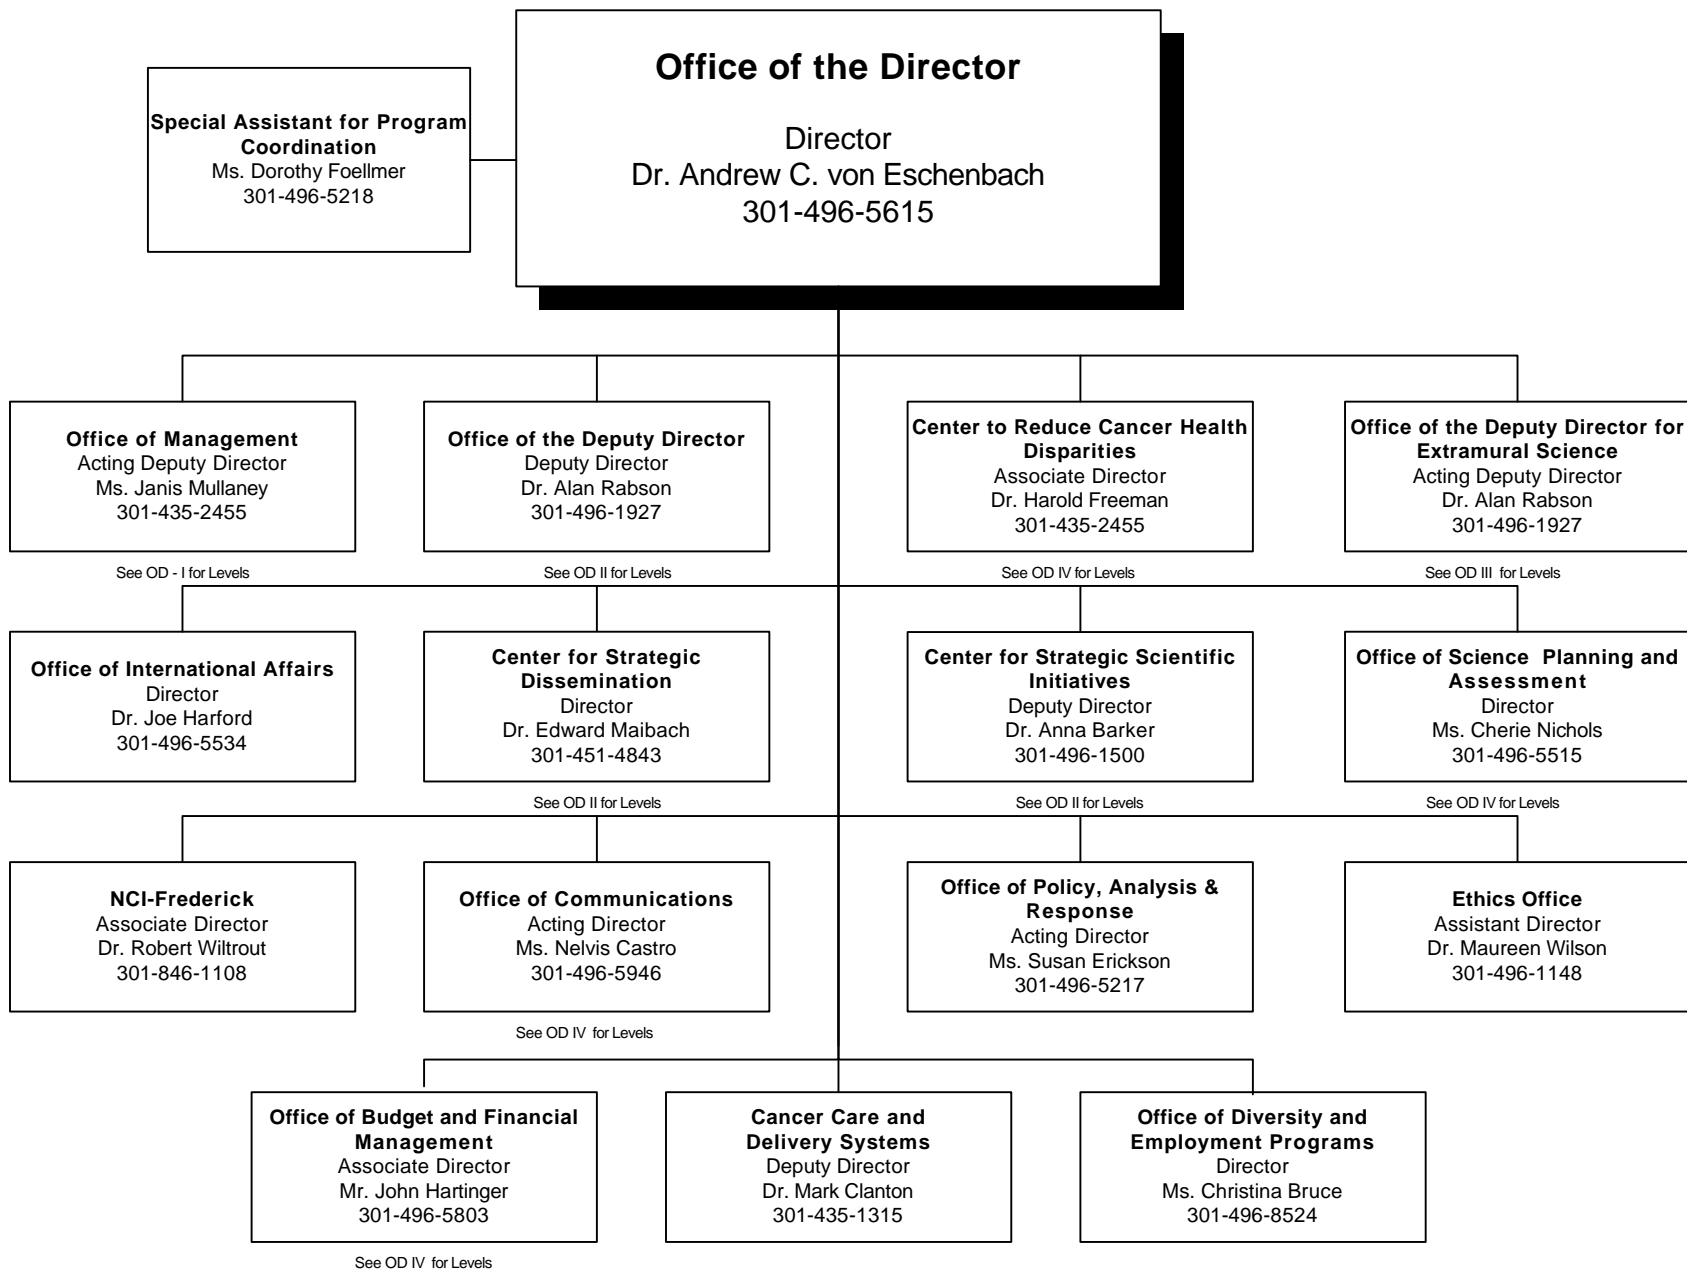 Office of the Director
Director
Dr. Andrew C. von Eschenbach
301-496-5615
Special Assistant for Program
Coordination
Ms. Dorothy Foellmer
301-496-5218
Office of Management
Acting Deputy Director
Ms. Janis Mullaney
301-435-2455
See OD - I for Levels
Office of the Deputy Director
Deputy Director
Dr. Alan Rabson
301-496-1927
See OD II for Levels
Center to Reduce Cancer Health
Disparities
Associate Director
Dr. Harold Freeman
301-435-2455
See OD IV for Levels
Office of the Deputy Director for
Extramural Science
Acting Deputy Director
Dr. Alan Rabson
301-496-1927
See OD III for Levels
Office of International Affairs
Director
Dr. Joe Harford
301-496-5534
Center for Strategic
Dissemination
Director
Dr. Edward Maibach
301-451-4843
See OD II for Levels
Center for Strategic Scientific
Initiatives
Deputy Director
Dr. Anna Barker
301-496-1500
See OD II for Levels
Office of Science Planning and
Assessment
Director
Ms. Cherie Nichols
301-496-5515
See OD IV for Levels
NCI-Frederick
Associate Director
Dr. Robert Wiltrout
301-846-1108
Office of Communications
Acting Director
Ms. Nelvis Castro
301-496-5946
See OD IV for Levels
Office of Policy, Analysis &
Response
Acting Director
Ms. Susan Erickson
301-496-5217
Ethics Office
Assistant Director
Dr. Maureen Wilson
301-496-1148
Office of Budget and Financial
Management
Associate Director
Mr. John Hartinger
301-496-5803
See OD IV for Levels
Cancer Care and
Delivery Systems
Deputy Director
Dr. Mark Clanton
301-435-1315
Office of Diversity and
Employment Programs
Director
Ms. Christina Bruce
301-496-8524